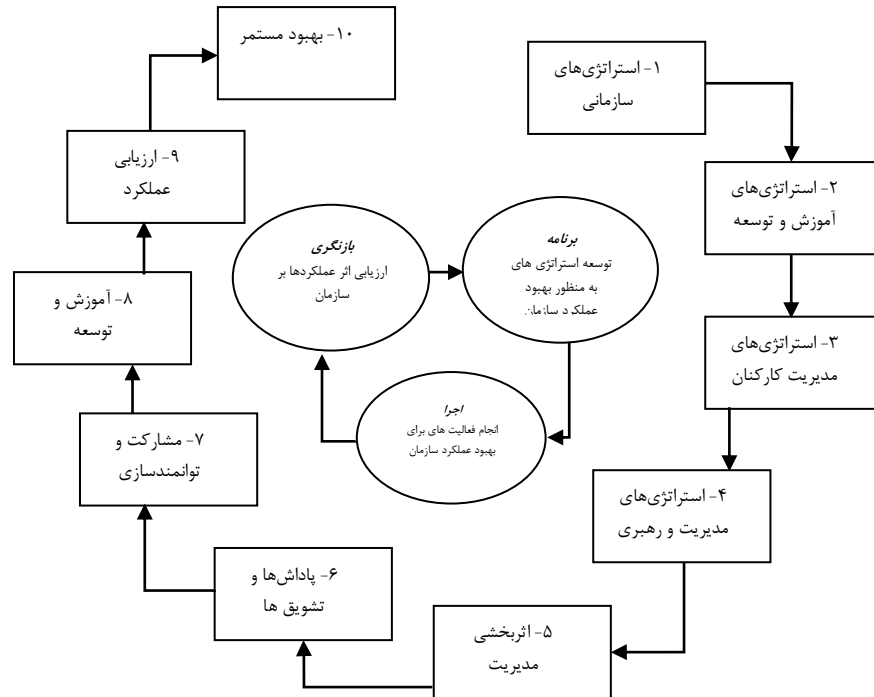 ۱- استراتژی‌های
سازمانی
۲- استراتژی‌های
آموزش و توسعه
۳- استراتژی‌های
مدیریت کارکنان
۴- استراتژی‌های
مدیریت و رهبری
۵- اثربخشی
مدیریت
۶- پاداش‌ها و
تشویق ها
۷- مشارکت و
توانمندسازی
۸- آموزش و
توسعه
۹- ارزیابی
عملکرد
۱۰- بهبود مستمر
برنامه
توسعه استراتژی های
به منظور بهبود
عملکرد سازمان
اجرا
انجام فعالیت های برای
بهبود عملکرد سازمان
بازنگری
ارزیابی اثر عملکردها بر
سازمان